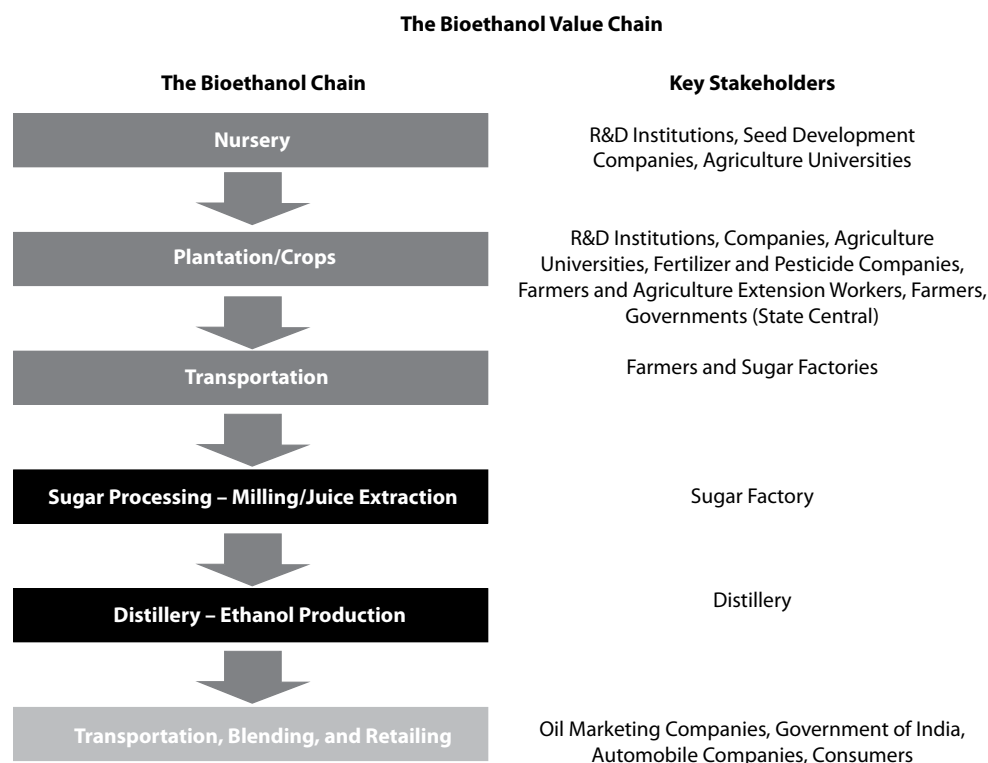 The Bioethanol Value Chain
The Bioethanol Chain
Key Stakeholders
Nursery
R&D Institutions, Seed Development
Companies, Agriculture Universities
Plantation/Crops
R&D Institutions, Companies, Agriculture
Universities, Fertilizer and Pesticide Companies,
Farmers and Agriculture Extension Workers, Farmers,
Governments (State Central)
Transportation
Farmers and Sugar Factories
Sugar Processing – Milling/Juice Extraction
Sugar Factory
Distillery – Ethanol Production
Distillery
Transportation, Blending, and Retailing
Oil Marketing Companies, Government of India,
Automobile Companies, Consumers